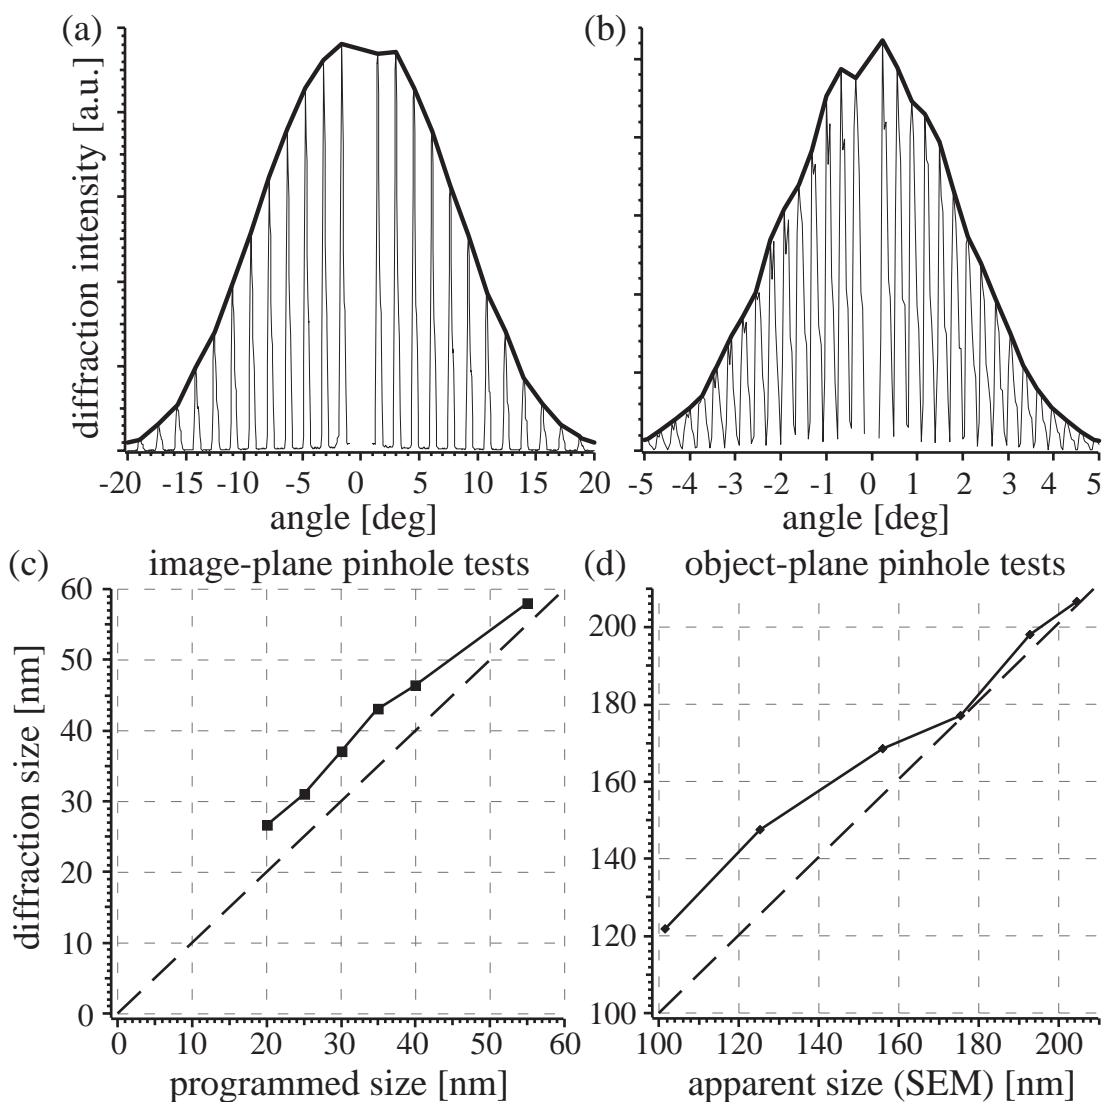 (a)
(b)
diffraction intensity [a.u.]
-20 -15 -10 -5 0 5 10 15 20
angle [deg]
-5 -4 -3 -2 -1 0 1 2 3 4 5
angle [deg]
(c) image-plane pinhole tests
(d) object-plane pinhole tests
diffraction size [nm]
60
50
40
30
20
10
0
0 10 20 30 40 50 60
programmed size [nm]
200
180
160
140
120
100
100 120 140 160 180 200
apparent size (SEM) [nm]